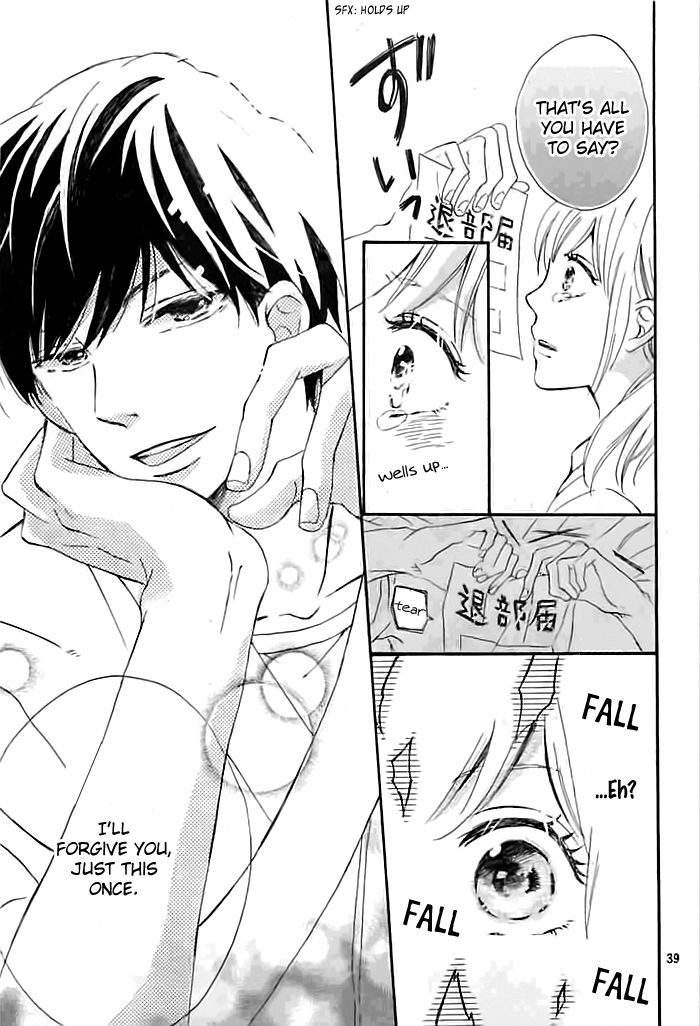 SFX: HOLDS UP
THAT'S ALL
YOU HAVE
TO SAY?
ずいっ
退部届
wells up...
tear
退部届
FALL
...Eh?
FALL
FALL
I'LL
FORGIVE YOU,
JUST THIS
ONCE.
39